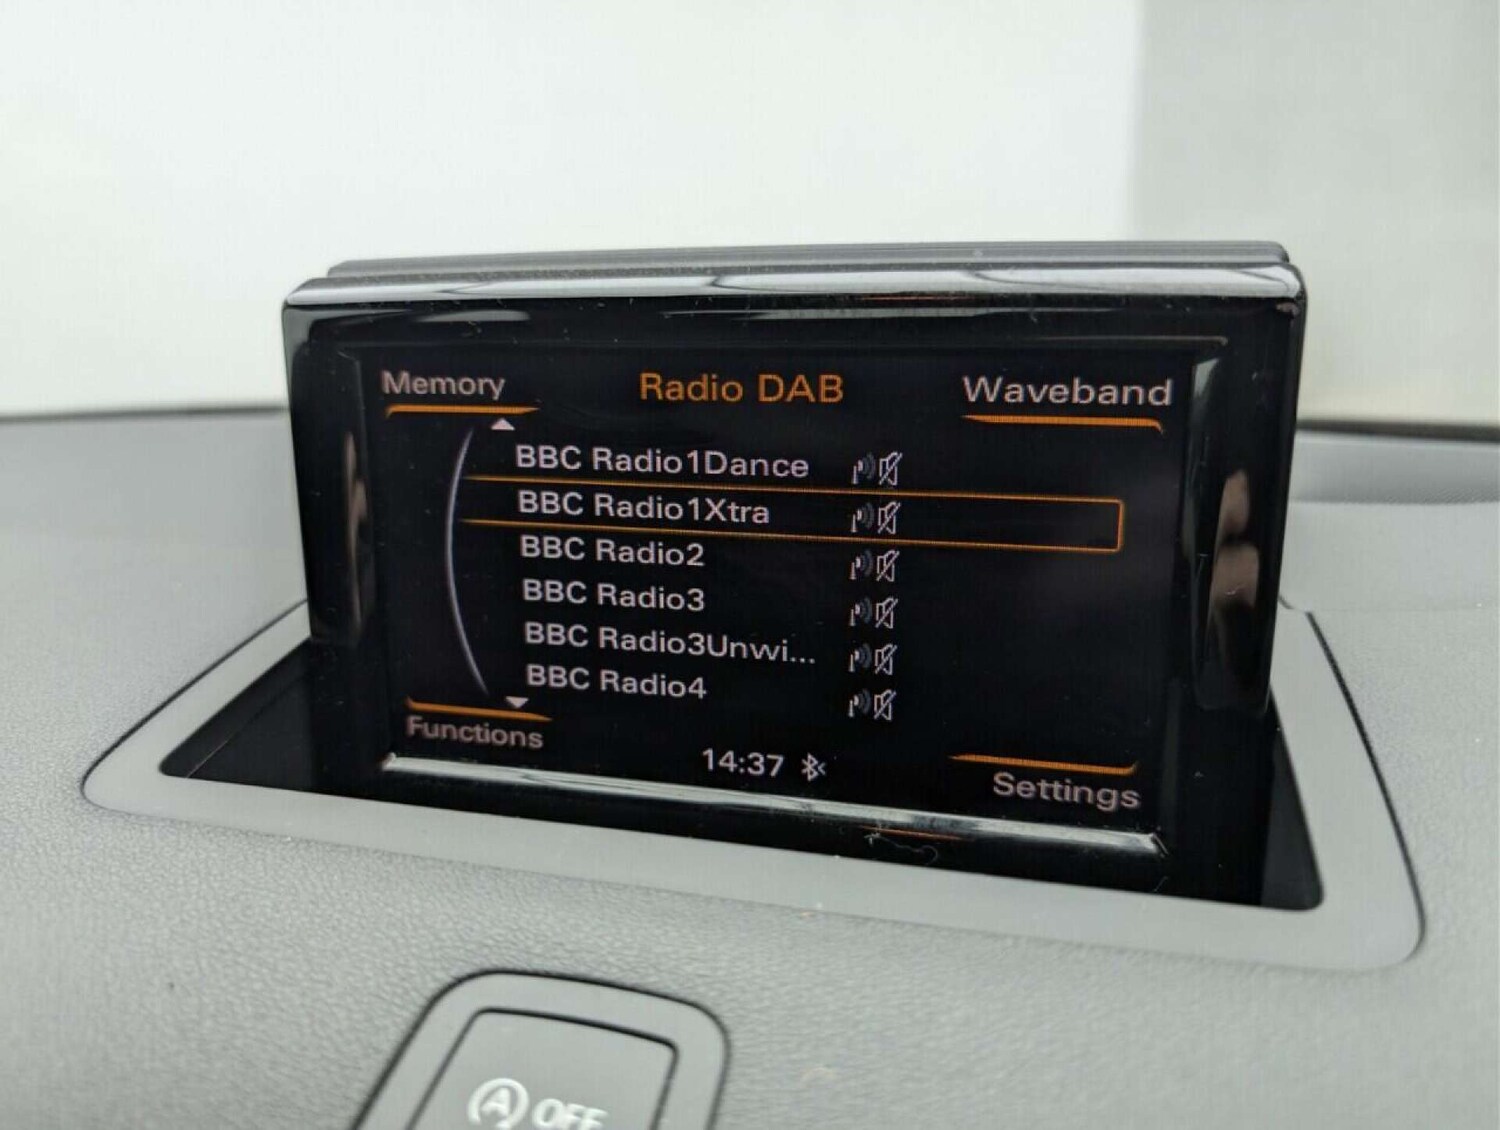 Memory
Radio DAB
Waveband
BBC Radio1Dance
BBC Radio1Xtra
BBC Radio2
BBC Radio3
BBC Radio3Unwi...
BBC Radio4
Functions
14:37
Settings
A OFF